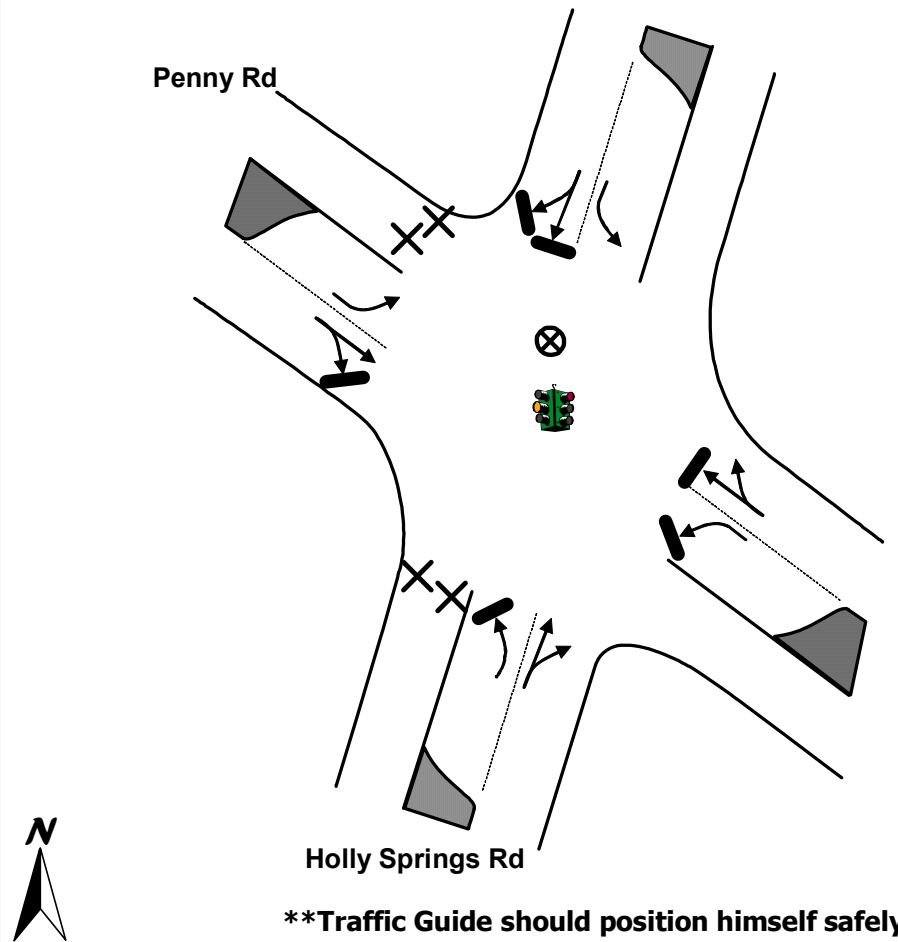 Penny Rd
Holly Springs Rd
N
**Traffic Guide should position himself safely